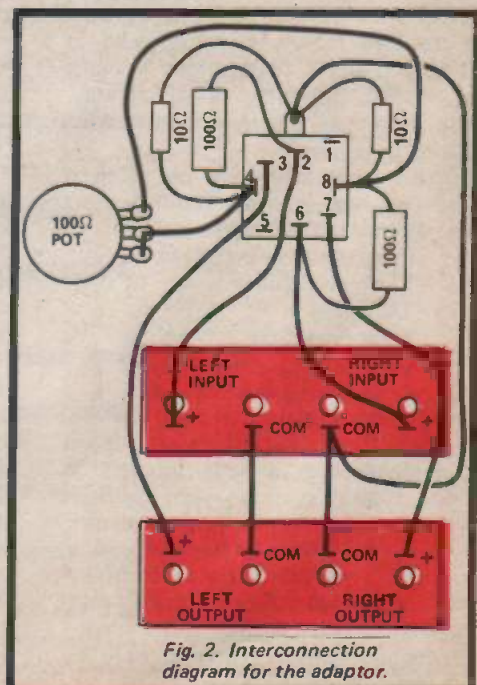 10Ω
100Ω
10Ω
1
3
2
4
8
5
6
7
100Ω
POT
100Ω
LEFT
INPUT
RIGHT
INPUT
+
COM
COM
+
+
COM
COM
+
LEFT
OUTPUT
RIGHT
OUTPUT
Fig. 2. Interconnection
diagram for the adaptor.